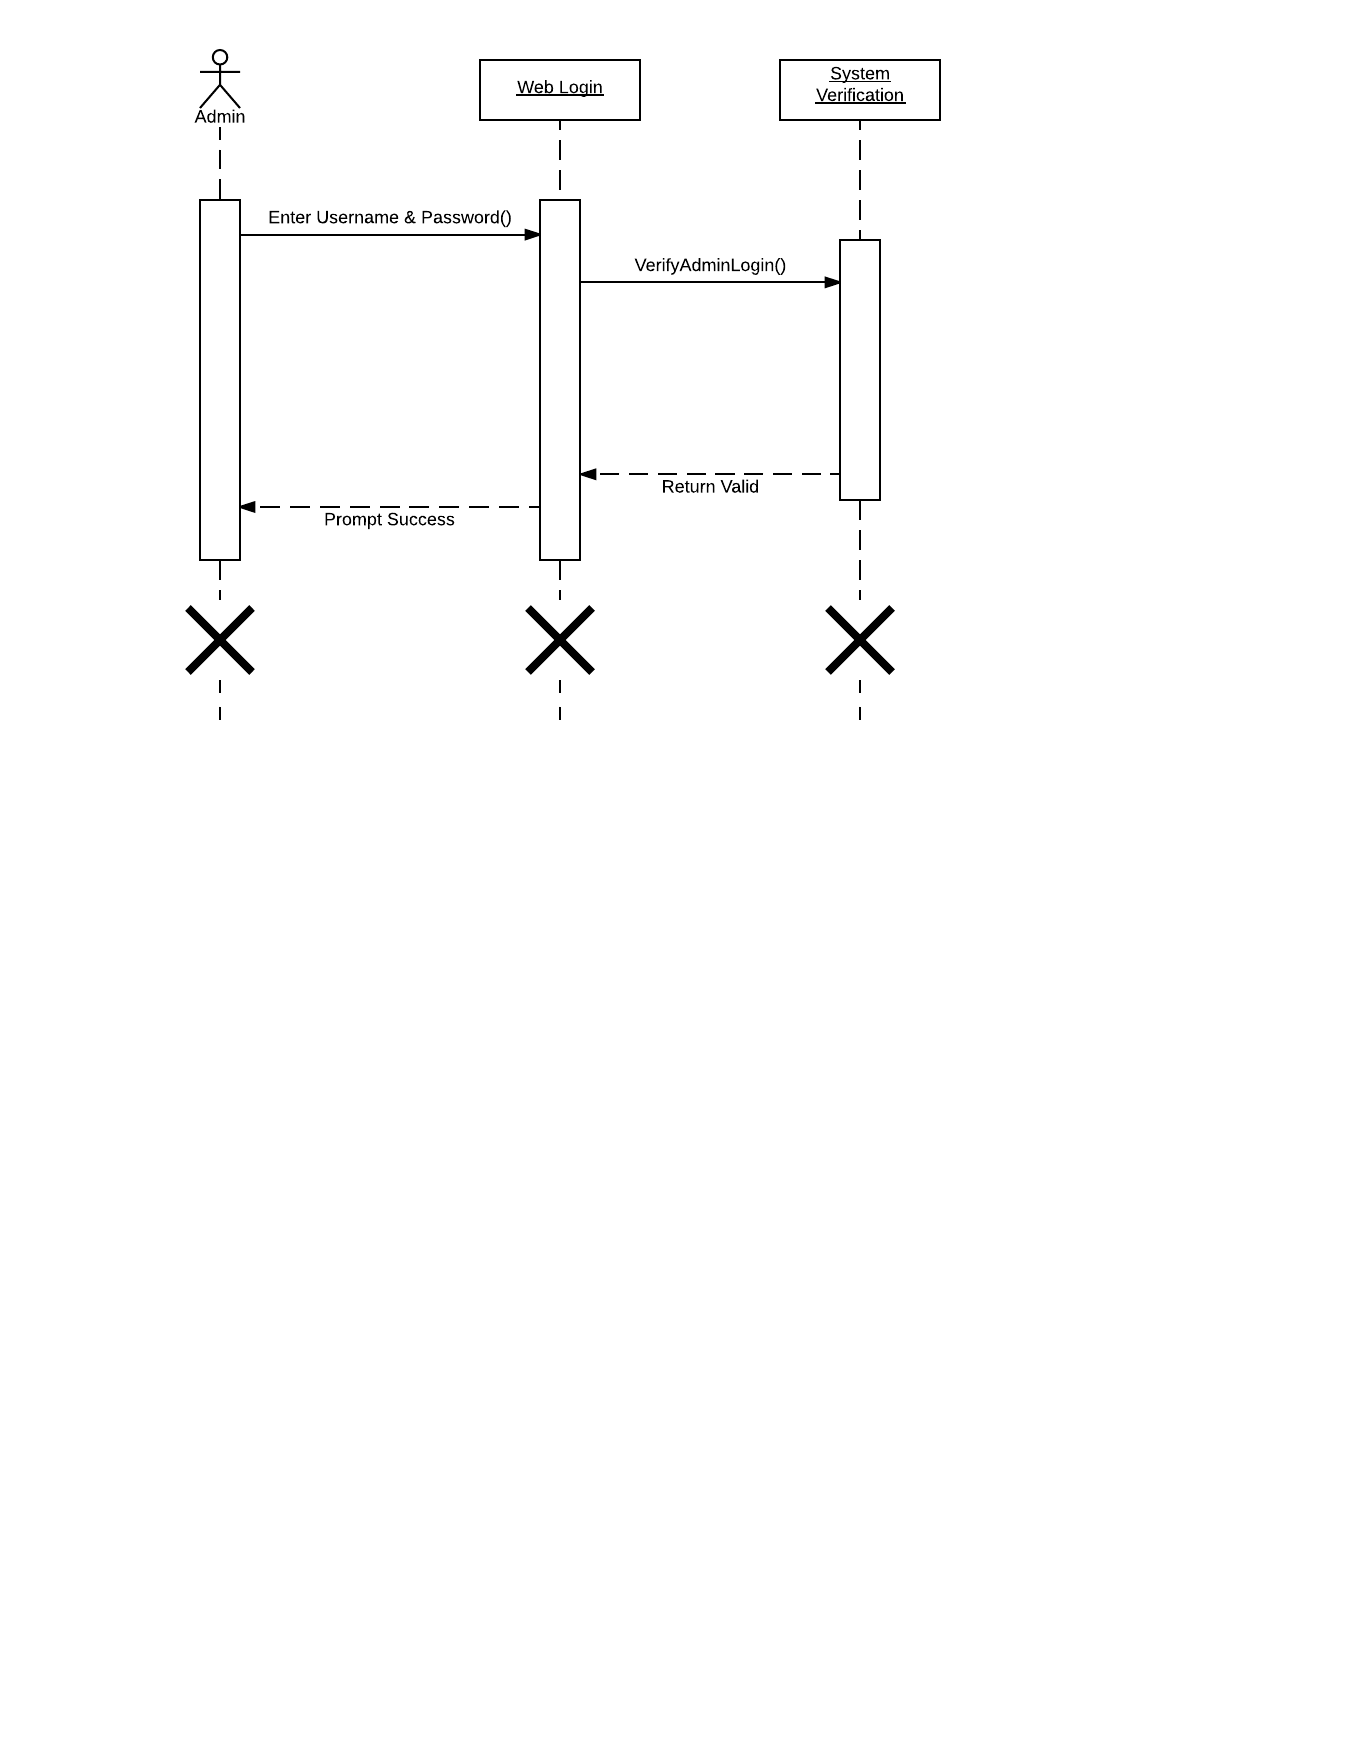 Admin
Web Login
System
Verification
Enter Username & Password()
VerifyAdminLogin()
Return Valid
Prompt Success